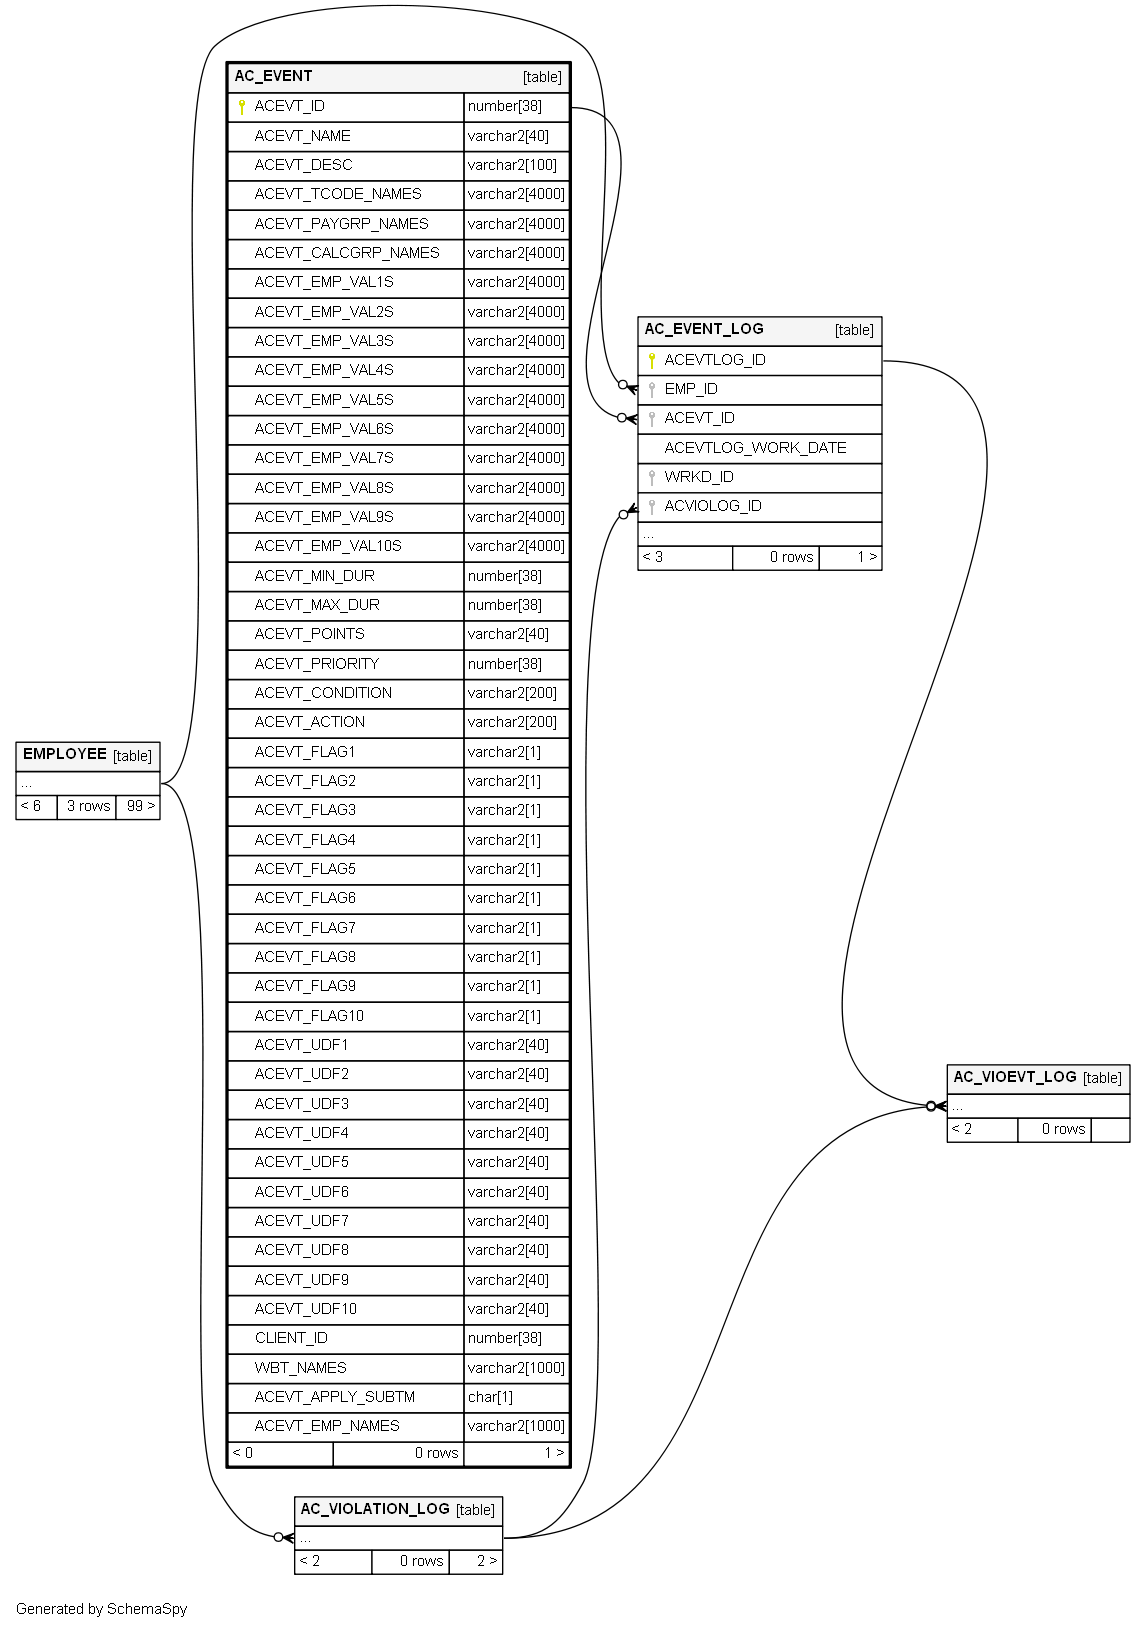 AC_EVENT [table]
ACEVT_ID number[38]
ACEVT_NAME varchar2[40]
ACEVT_DESC varchar2[100]
ACEVT_TCODE_NAMES varchar2[4000]
ACEVT_PAYGRP_NAMES varchar2[4000]
ACEVT_CALCGRP_NAMES varchar2[4000]
ACEVT_EMP_VAL1S varchar2[4000]
ACEVT_EMP_VAL2S varchar2[4000]
ACEVT_EMP_VAL3S varchar2[4000]
ACEVT_EMP_VAL4S varchar2[4000]
ACEVT_EMP_VAL5S varchar2[4000]
ACEVT_EMP_VAL6S varchar2[4000]
ACEVT_EMP_VAL7S varchar2[4000]
ACEVT_EMP_VAL8S varchar2[4000]
ACEVT_EMP_VAL9S varchar2[4000]
ACEVT_EMP_VAL10S varchar2[4000]
ACEVT_MIN_DUR number[38]
ACEVT_MAX_DUR number[38]
ACEVT_POINTS varchar2[40]
ACEVT_PRIORITY number[38]
ACEVT_CONDITION varchar2[200]
ACEVT_ACTION varchar2[200]
ACEVT_FLAG1 varchar2[1]
ACEVT_FLAG2 varchar2[1]
ACEVT_FLAG3 varchar2[1]
ACEVT_FLAG4 varchar2[1]
ACEVT_FLAG5 varchar2[1]
ACEVT_FLAG6 varchar2[1]
ACEVT_FLAG7 varchar2[1]
ACEVT_FLAG8 varchar2[1]
ACEVT_FLAG9 varchar2[1]
ACEVT_FLAG10 varchar2[1]
ACEVT_UDF1 varchar2[40]
ACEVT_UDF2 varchar2[40]
ACEVT_UDF3 varchar2[40]
ACEVT_UDF4 varchar2[40]
ACEVT_UDF5 varchar2[40]
ACEVT_UDF6 varchar2[40]
ACEVT_UDF7 varchar2[40]
ACEVT_UDF8 varchar2[40]
ACEVT_UDF9 varchar2[40]
ACEVT_UDF10 varchar2[40]
CLIENT_ID number[38]
WBT_NAMES varchar2[1000]
ACEVT_APPLY_SUBTM char[1]
ACEVT_EMP_NAMES varchar2[1000]
< 0 0 rows 1 >
AC_EVENT_LOG [table]
ACEVTLOG_ID
EMP_ID
ACEVT_ID
ACEVTLOG_WORK_DATE
WRKD_ID
ACVIOLOG_ID
...
< 3 0 rows 1 >
EMPLOYEE [table]
...
< 6 3 rows 99 >
AC_VIOEVT_LOG [table]
...
< 2 0 rows
AC_VIOLATION_LOG [table]
...
< 2 0 rows 2 >
Generated by SchemaSpy